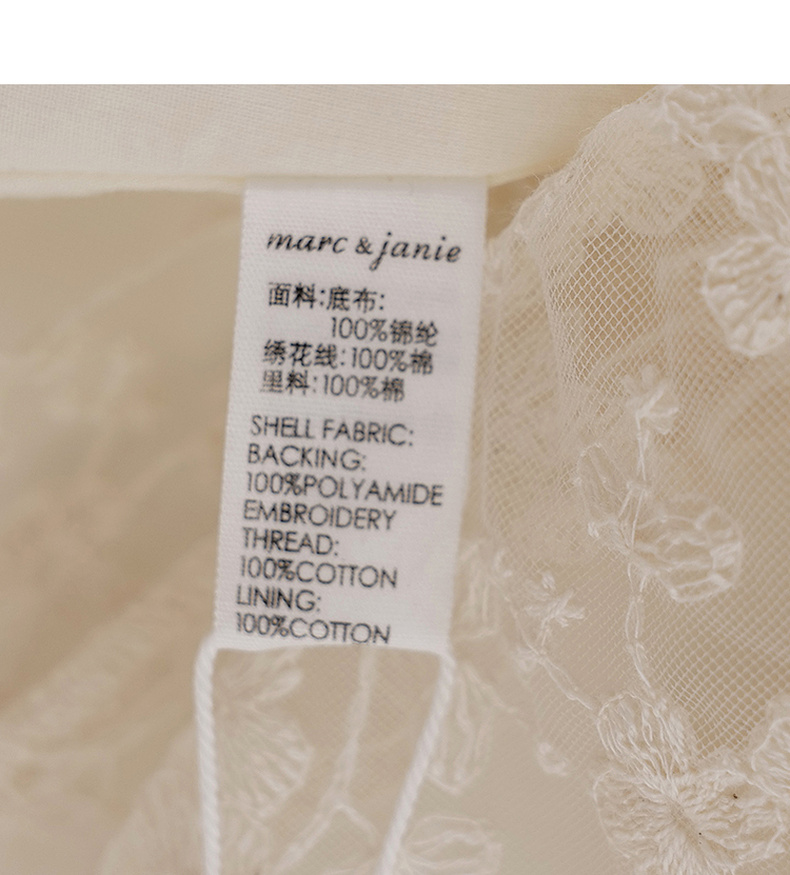 marc & janie
面料:底布:
100%锦纶
绣花线:100%棉
里料:100%棉
SHELL FABRIC:
BACKING:
100%POLYAMIDE
EMBROIDERY
THREAD:
100%COTTON
LINING:
100%COTTON